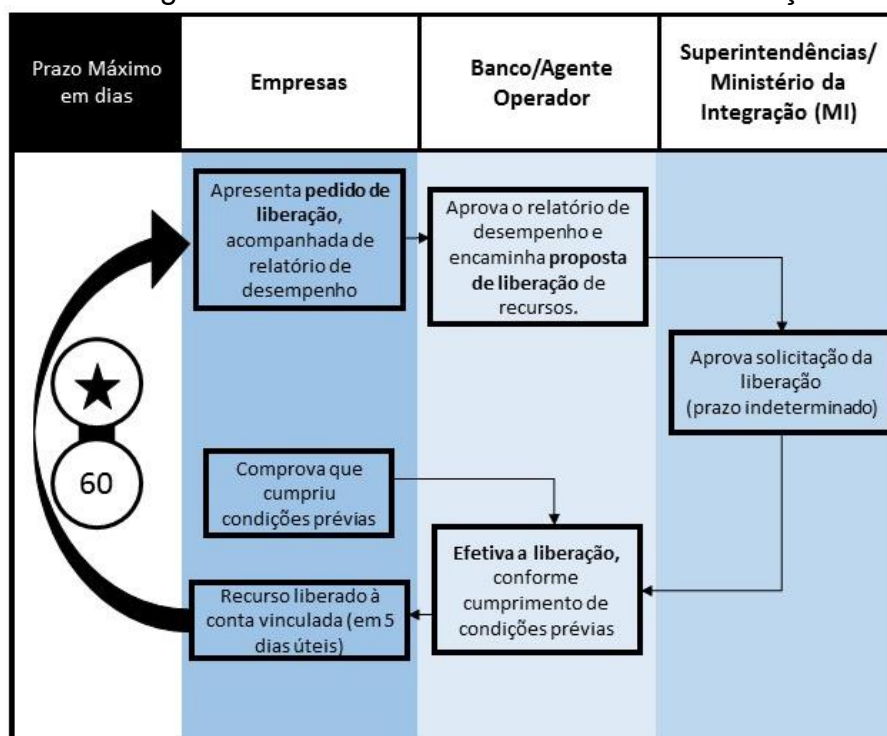 Prazo Máximo
em dias
Empresas
Banco/Agente
Operador
Superintendências/
Ministério da
Integração (MI)
Apresenta pedido de
liberação,
acompanhada de
relatório de
desempenho
Aprova o relatório de
desempenho e
encaminha proposta
de liberação de
recursos.
Aprova solicitação da
liberação
(prazo indeterminado)
60
Comprova que
cumpriu
condições prévias
Efetiva a liberação,
conforme
cumprimento de
condições prévias
Recurso liberado à
conta vinculada (em 5
dias úteis)